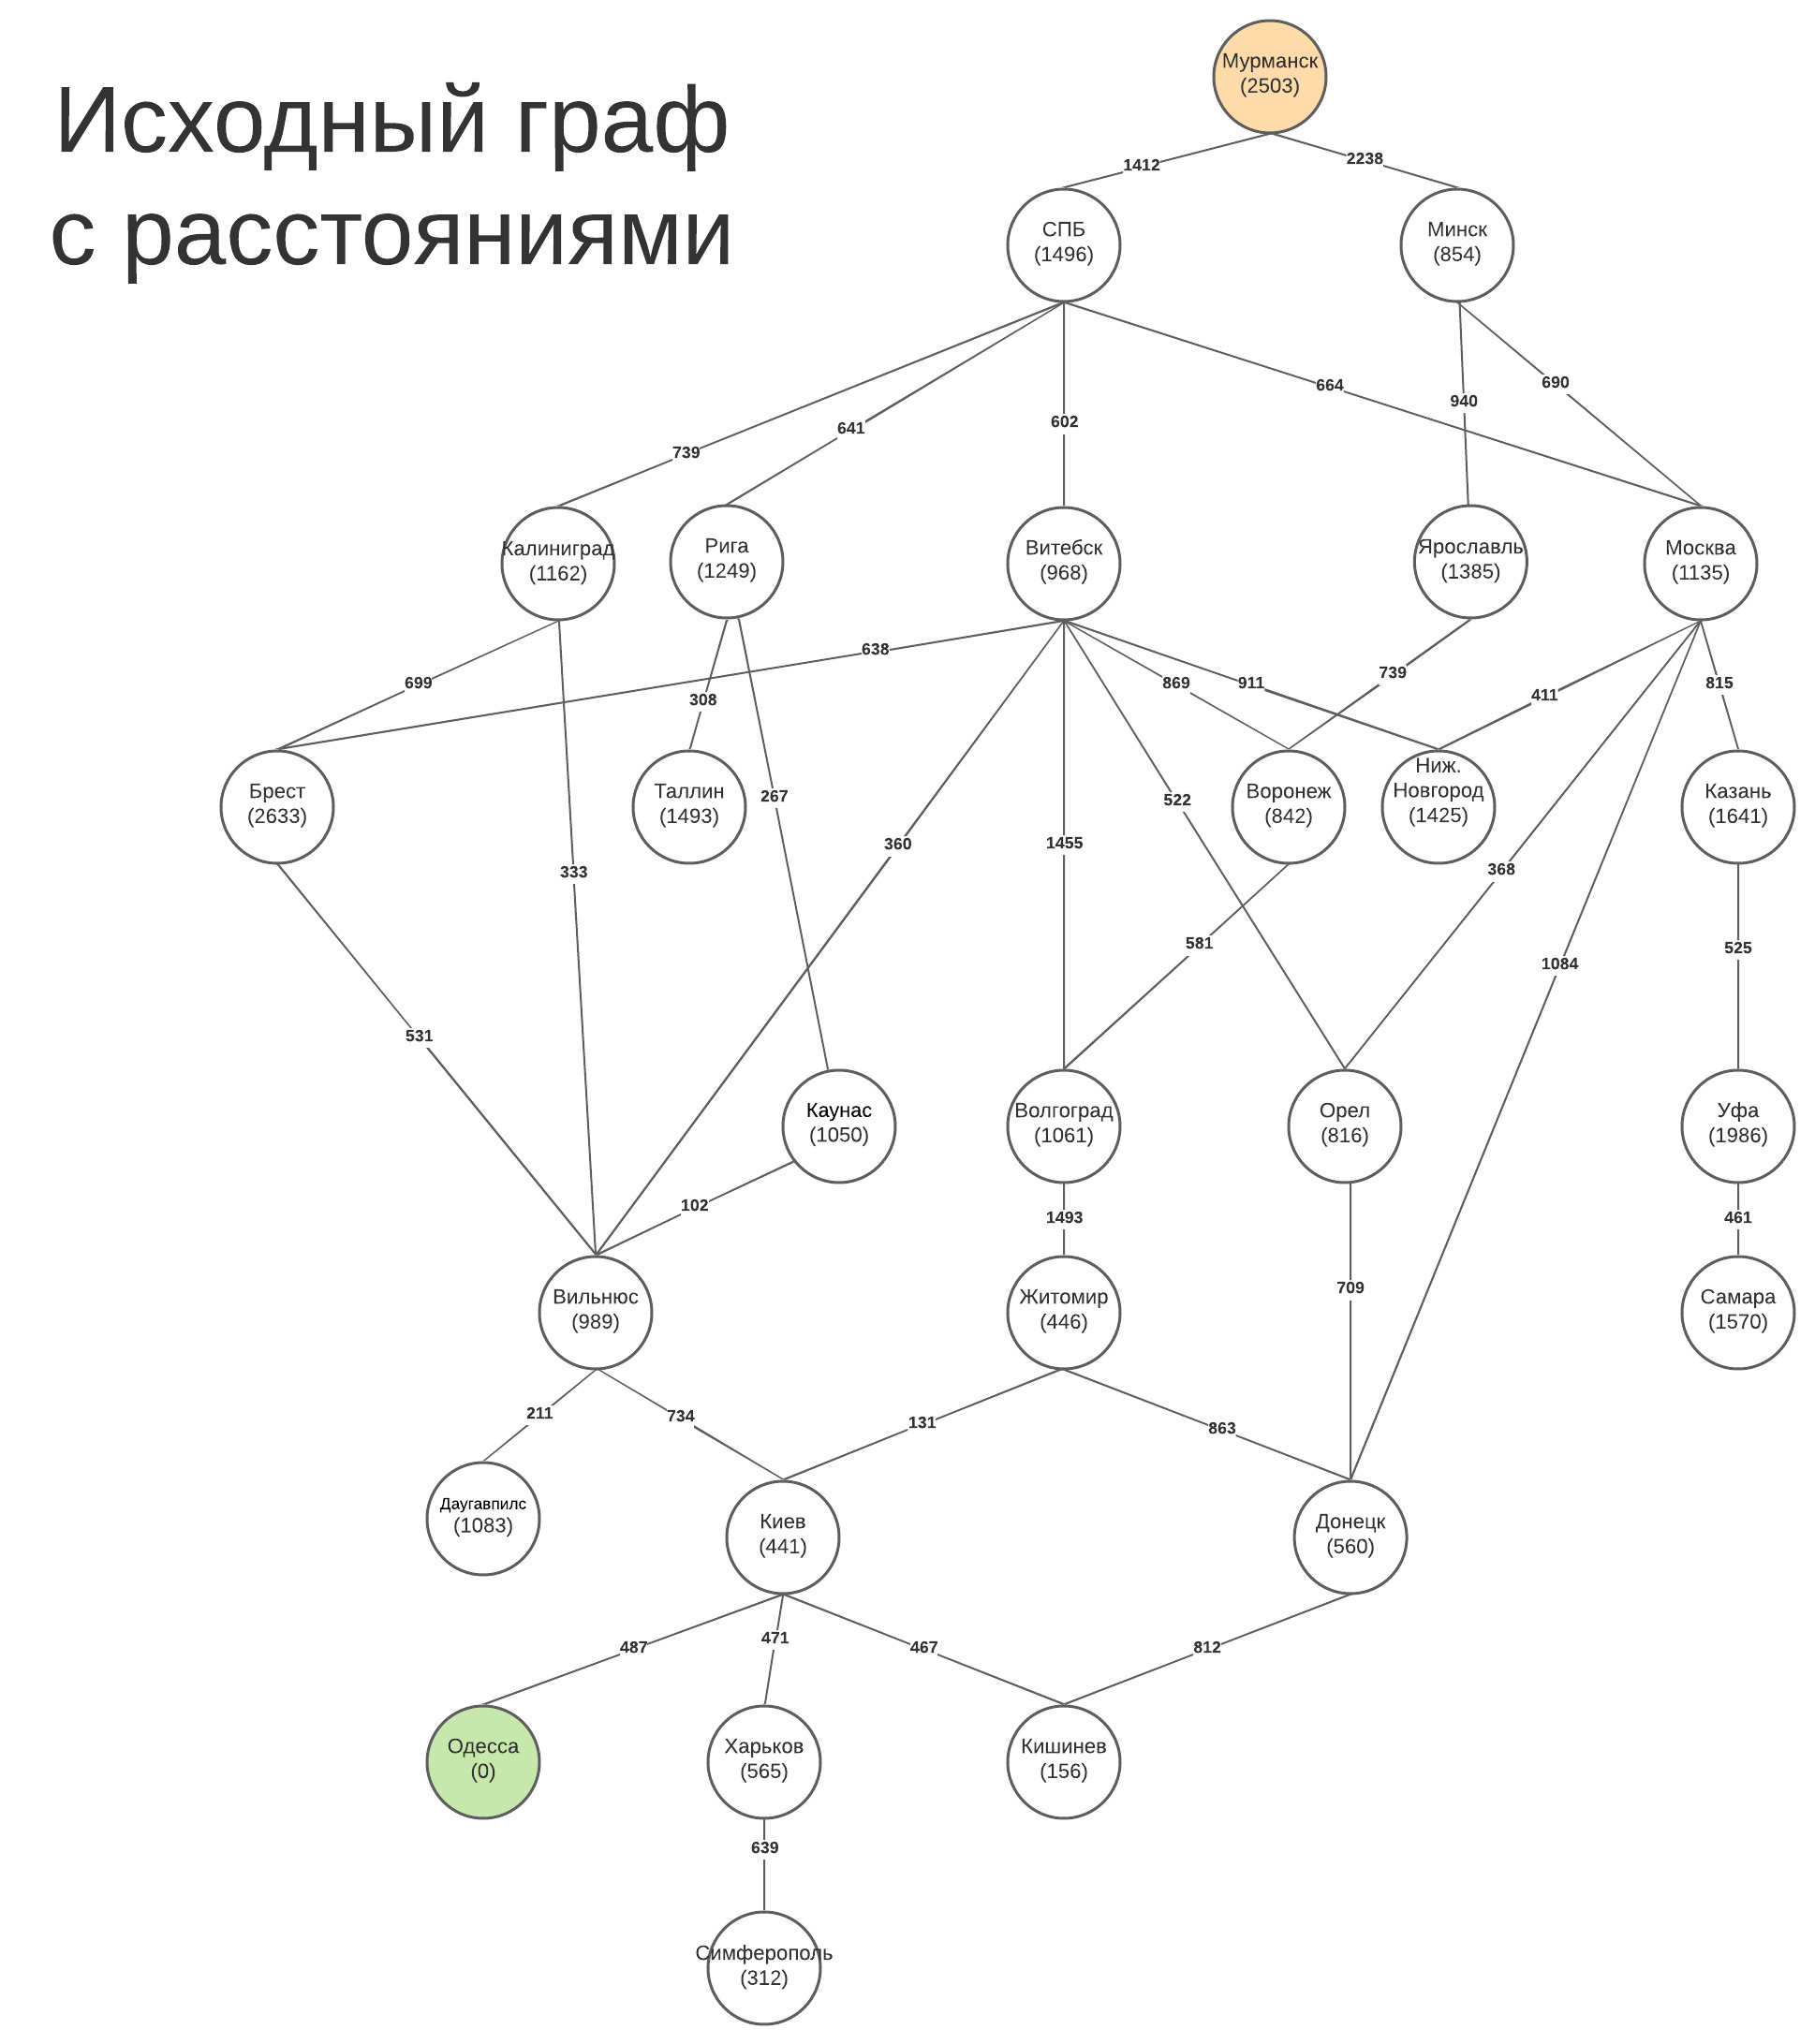 Исходный граф
с расстояниями
Мурманск
(2503)
1412
2238
СПБ
(1496)
Минск
(854)
739
641
602
664
940
690
Калиниград
(1162)
Рига
(1249)
Витебск
(968)
Ярославль
(1385)
Москва
(1135)
699
638
308
869
911
739
411
815
Брест
(2633)
Таллин
(1493)
267
Воронеж
(842)
Ниж.
Новгород
(1425)
Казань
(1641)
333
360
1455
522
368
581
1084
525
531
Каунас
(1050)
Волгоград
(1061)
Орел
(816)
Уфа
(1986)
102
1493
461
709
Вильнюс
(989)
Житомир
(446)
Самара
(1570)
211
734
131
863
Даугавпилс
(1083)
Киев
(441)
Донецк
(560)
487
471
467
812
Одесса
(0)
Харьков
(565)
Кишинев
(156)
639
Симферополь
(312)